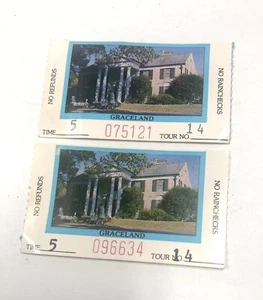 NO REFUNDS
GRACELAND
NO RAINCHECKS
TIME 5 075121 TOUR NO. 14
NO REFUNDS
GRACELAND
NO RAINCHECKS
TIME 5 096634 TOUR NO. 14